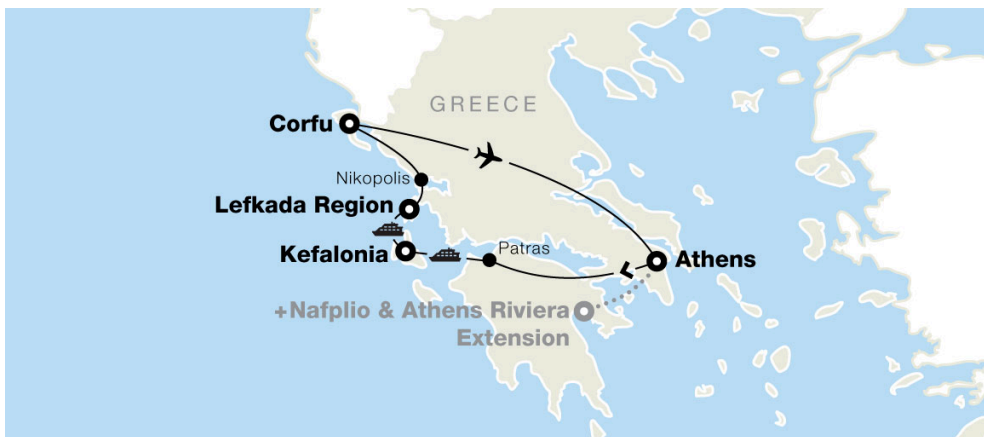 GREECE
Corfu
Nikopolis
Lefkada Region
Kefalonia
Patras
Athens
+Nafplio & Athens Riviera
Extension